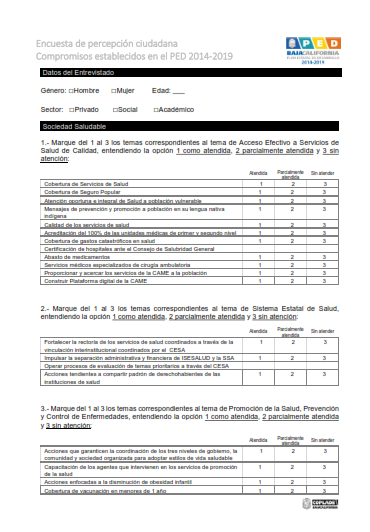 Encuesta de percepción ciudadana
Compromisos establecidos en el PED 2014-2019
PED
BAJACALIFORNIA
2014-2019
Datos del Entrevistado
Género: □Hombre □Mujer Edad: ___
Sector: □Privado □Social □Académico
Sociedad Saludable
1.- Marque del 1 al 3 los temas correspondientes al tema de Acceso Efectivo a Servicios de
Salud de Calidad, entendiendo la opción 1 como atendida, 2 parcialmente atendida y 3 sin
atención:
Atendida Parcialmente atendida Sin atender
Cobertura de Servicios de Salud 1 2 3
Cobertura de Seguro Popular 1 2 3
Atención oportuna e integral de Salud a población vulnerable 1 2 3
Mensajes de prevención y promoción a población en su lengua nativa 1 2 3
indígena
Calidad de los servicios de salud 1 2 3
Acreditación del 100% de las unidades médicas de primer y segundo nivel 1 2 3
Cobertura de gastos catastróficos en salud 1 2 3
Certificación de hospitales ante el Consejo de Salubridad General
Abasto de medicamentos 1 2 3
Servicios médicos especializados de cirugía ambulatoria 1 2 3
Proporcionar y acercar los servicios de la CAME a la población 1 2 3
Construir Plataforma digital de la CAME 1 2 3
2.- Marque del 1 al 3 los temas correspondientes al tema de Sistema Estatal de Salud,
entendiendo la opción 1 como atendida, 2 parcialmente atendida y 3 sin atención:
Atendida Parcialmente atendida Sin atender
Fortalecer la rectoría de los servicios de salud coordinados a través de la 1 2 3
vinculación interinstitucional coordinados por el CESA
Impulsar la separación administrativa y financiera de ISESALUD y la SSA 1 2 3
Operar procesos de evaluación de temas prioritarios a través del CESA
Acciones tendientes a compartir padrón de derechohabientes de las 1 2 3
instituciones de salud
3.- Marque del 1 al 3 los temas correspondientes al tema de Promoción de la Salud, Prevención
y Control de Enfermedades, entendiendo la opción 1 como atendida, 2 parcialmente atendida
y 3 sin atención:
Atendida Parcialmente atendida Sin atender
Acciones que garanticen la coordinación de los tres niveles de gobierno, la 1 2 3
comunidad y sociedad organizada para adoptar estilos de vida saludable
Capacitación de los agentes que intervienen en los servicios de promoción 1 2 3
de la salud
Acciones enfocadas a la disminución de obesidad infantil 1 2 3
Cobertura de vacunación en menores de 1 año 1 2 3
COPLADE
BAJA CALIFORNIA